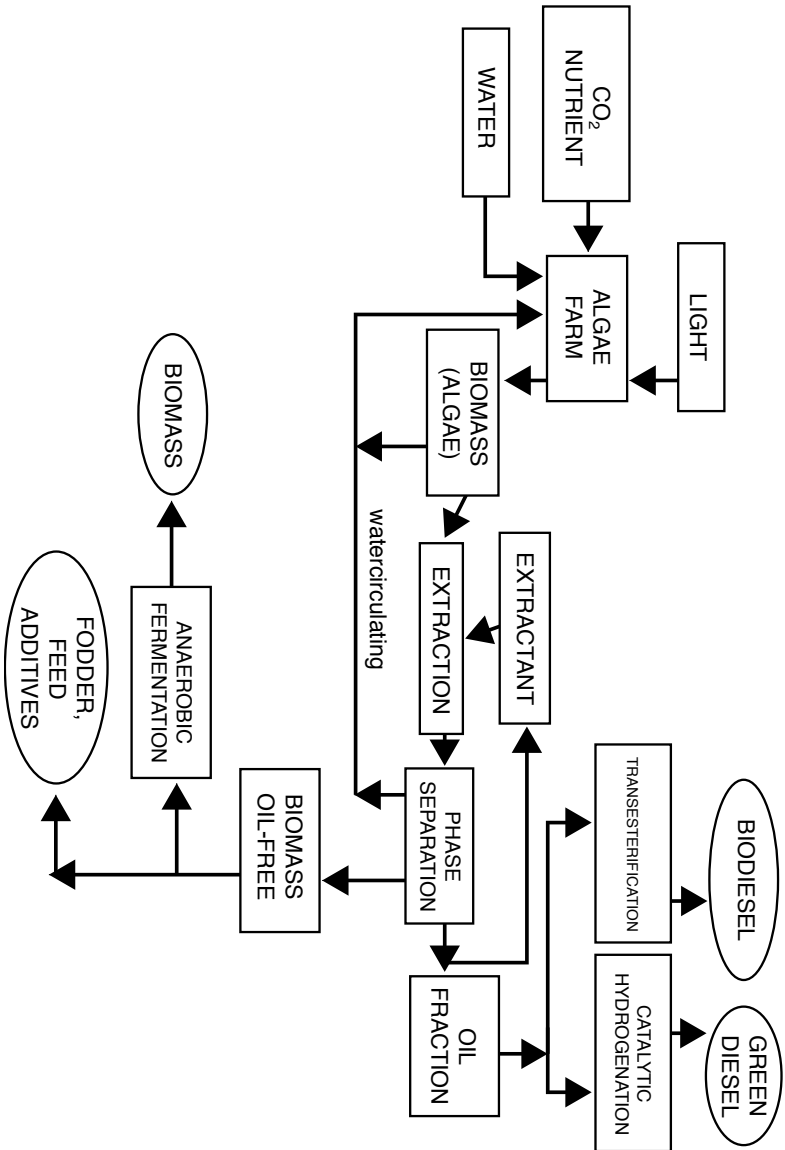 CO₂
NUTRIENT
WATER
LIGHT
ALGAE
FARM
BIOMASS
(ALGAE)
watercirculating
EXTRACTANT
EXTRACTION
PHASE
SEPARATION
OIL
FRACTION
TRANSESTERIFICATION
BIODIESEL
CATALYTIC
HYDROGENATION
GREEN
DIESEL
BIOMASS
OIL-FREE
ANAEROBIC
FERMENTATION
BIOMASS
FODDER,
FEED
ADDITIVES